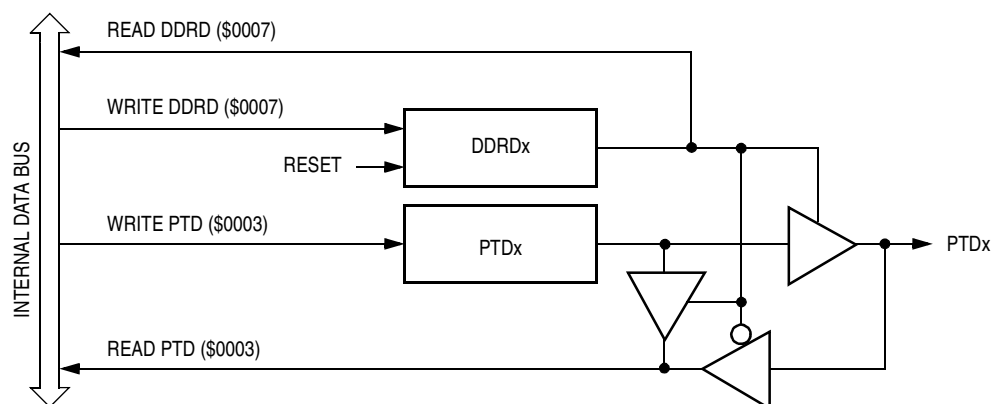 READ DDRD ($0007)
WRITE DDRD ($0007)
DDRDx
RESET
INTERNAL DATA BUS
WRITE PTD ($0003)
PTDx
PTDx
READ PTD ($0003)